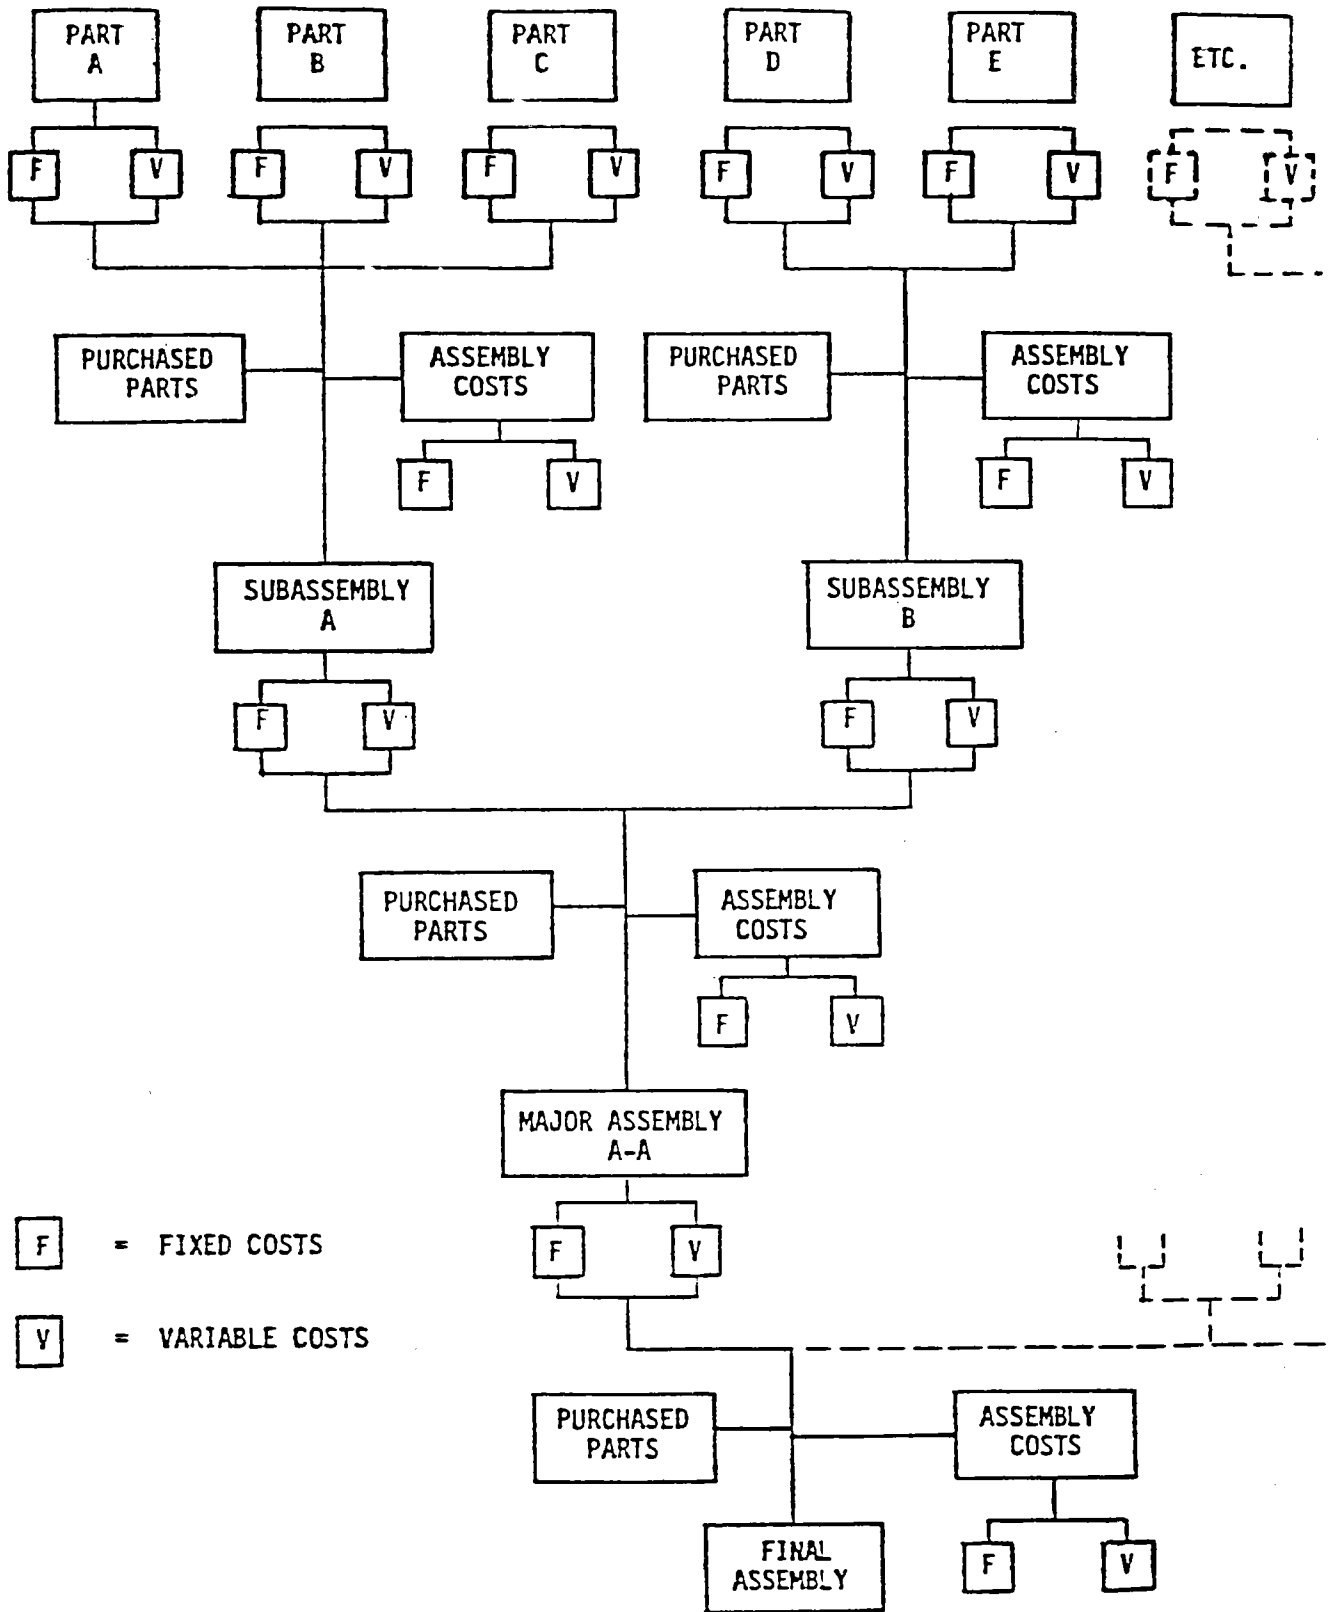 PART
A
PART
B
PART
C
PART
D
PART
E
ETC.
F
V
F
V
F
V
F
V
F
V
F
V
PURCHASED
PARTS
ASSEMBLY
COSTS
F
V
PURCHASED
PARTS
ASSEMBLY
COSTS
F
V
SUBASSEMBLY
A
F
V
SUBASSEMBLY
B
F
V
PURCHASED
PARTS
ASSEMBLY
COSTS
F
V
MAJOR ASSEMBLY
A-A
F
V
F = FIXED COSTS
V = VARIABLE COSTS
PURCHASED
PARTS
ASSEMBLY
COSTS
F
V
FINAL
ASSEMBLY